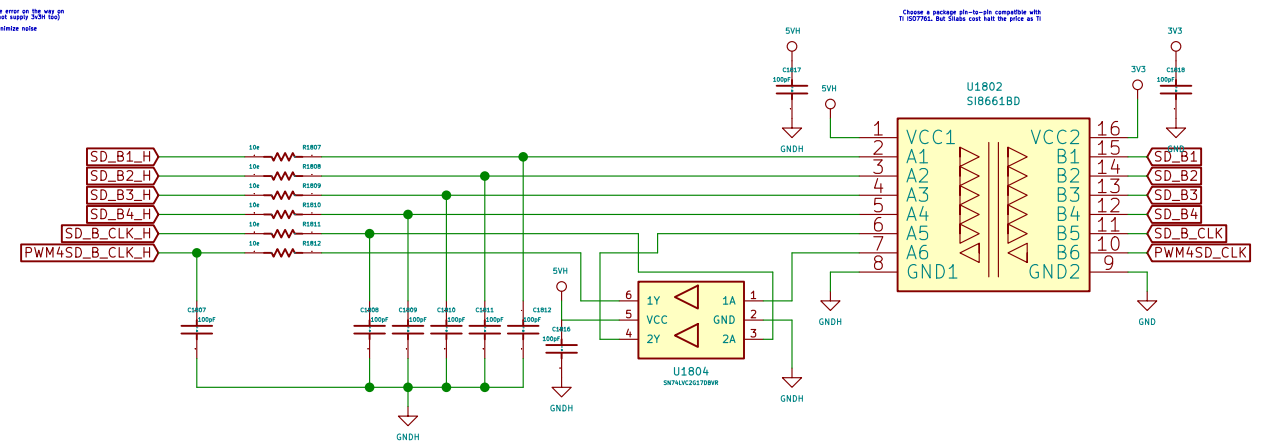 e error on the way on
not supply 3v3H too)
nimize noise
Choose a package pin-to-pin compatible with
TI ISO7761. But Silabs cost halt the price as TI
5VH
C1817
100pF
GNDH
3V3
C1818
100pF
GND
5VH
3V3
U1802
SI8661BD
1 VCC1 VCC2 16
2 A1 B1 15
3 A2 B2 14
4 A3 B3 13
5 A4 B4 12
6 A5 B5 11
7 A6 B6 10
8 GND1 GND2 9
SD_B1_H 10e R1807
SD_B2_H 10e R1808
SD_B3_H 10e R1809
SD_B4_H 10e R1810
SD_B_CLK_H 10e R1811
PWM4SD_B_CLK_H 10e R1812
SD_B1
SD_B2
SD_B3
SD_B4
SD_B_CLK
PWM4SD_CLK
GNDH
GND
5VH
6 1Y 1A 1
5 VCC GND 2
4 2Y 2A 3
U1804
SN74LVC2G17DBVR
C1807
100pF
C1808
100pF
C1809
100pF
C1810
100pF
C1811
100pF
C1812
100pF
C1816
100pF
GNDH
GNDH
GNDH